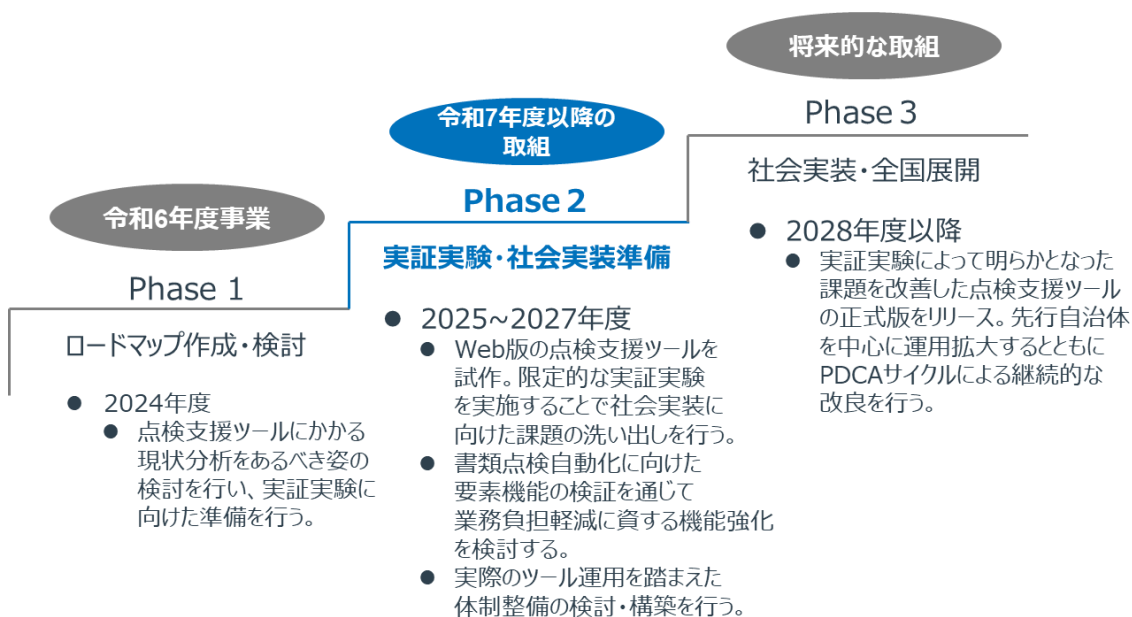 令和6年度事業
Phase 1
ロードマップ作成・検討
● 2024年度
● 点検支援ツールにかかる
現状分析をあるべき姿の
検討を行い、実証実験に
向けた準備を行う。
令和7年度以降の
取組
Phase 2
実証実験・社会実装準備
● 2025~2027年度
● Web版の点検支援ツールを
試作。限定的な実証実験
を実施することで社会実装に
向けた課題の洗い出しを行う。
● 書類点検自動化に向けた
要素機能の検証を通じて
業務負担軽減に資する機能強化
を検討する。
● 実際のツール運用を踏まえた
体制整備の検討・構築を行う。
将来的な取組
Phase 3
社会実装・全国展開
● 2028年度以降
● 実証実験によって明らかとなった
課題を改善した点検支援ツール
の正式版をリリース。先行自治体
を中心に運用拡大するとともに
PDCAサイクルによる継続的な
改良を行う。